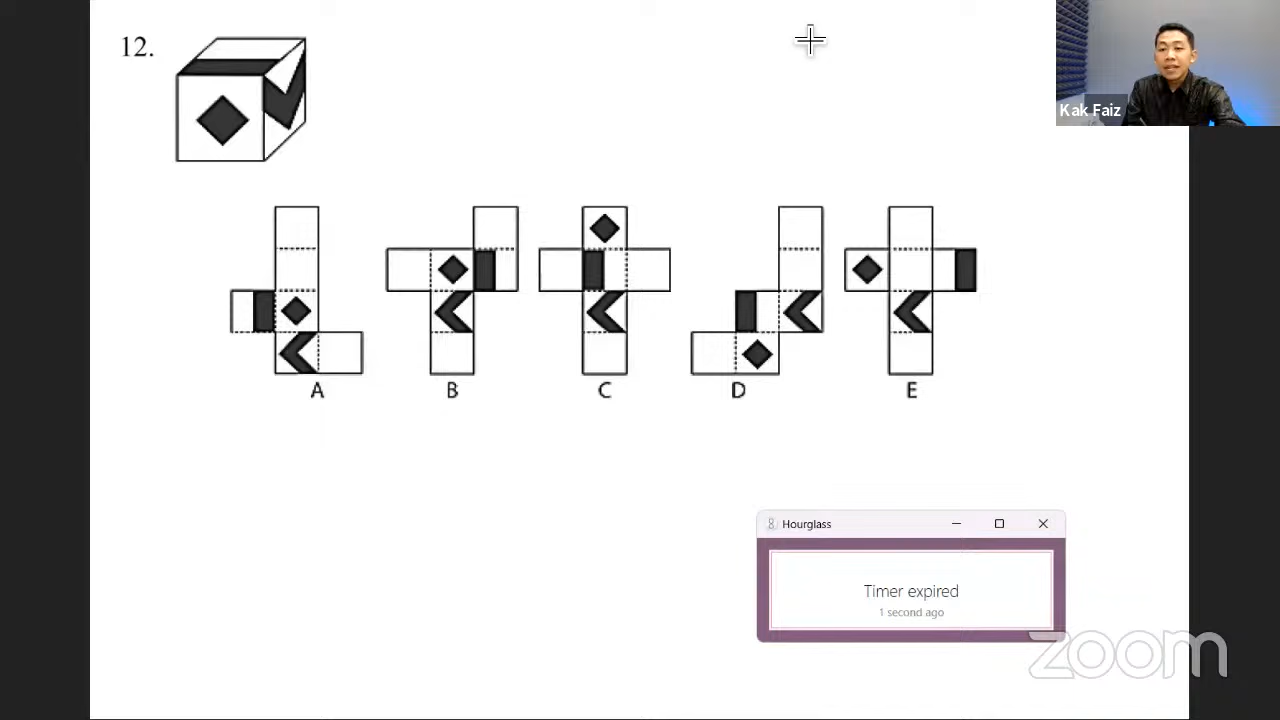 12.
Kak Faiz
A B C D E
Hourglass
Timer expired
1 second ago
zoom